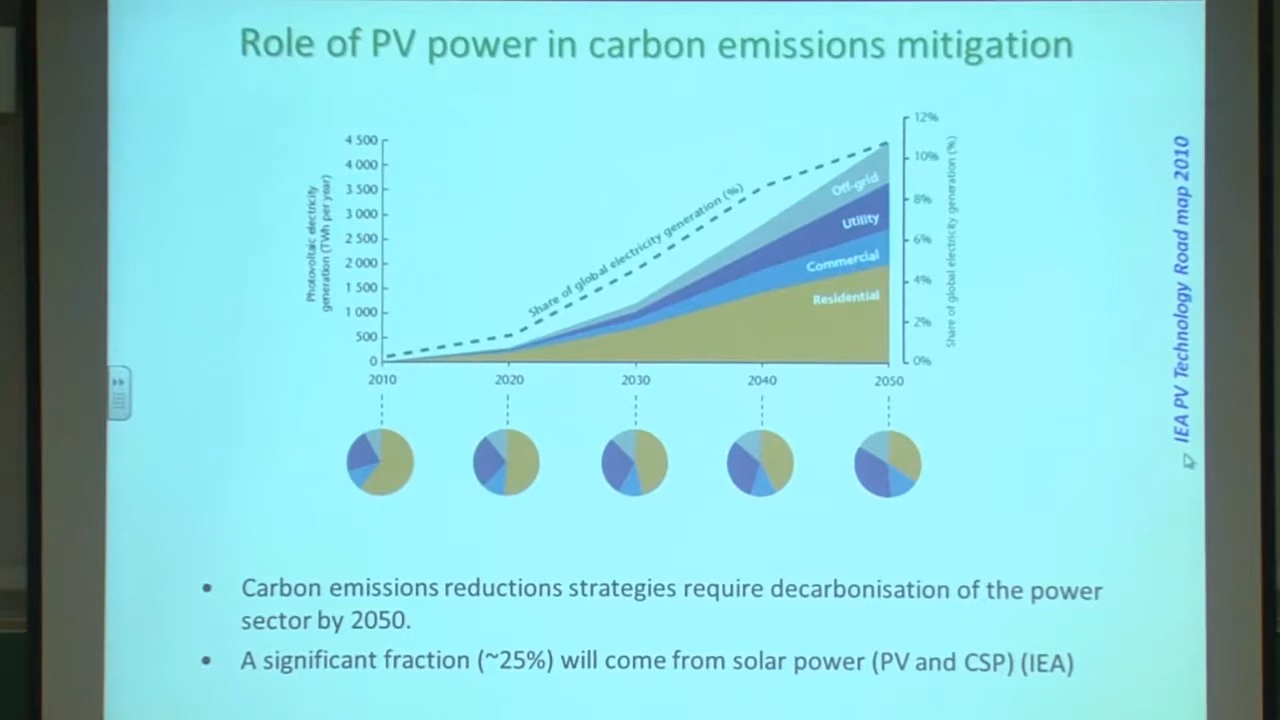 Role of PV power in carbon emissions mitigation
Photovoltaic electricity
generation (TWh per year)
4 500
4 000
3 500
3 000
2 500
2 000
1 500
1 000
500
0
Share of global electricity generation (%)
Off-grid
Utility
Commercial
Residential
12%
10%
8%
6%
4%
2%
0%
Share of global electricity generation (%)
2010 2020 2030 2040 2050
IEA PV Technology Road map 2010
• Carbon emissions reductions strategies require decarbonisation of the power
sector by 2050.
• A significant fraction (~25%) will come from solar power (PV and CSP) (IEA)